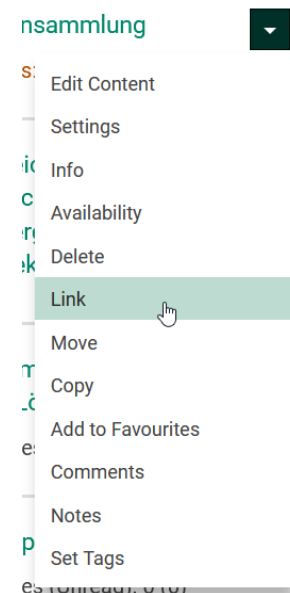 nsammlung
Edit Content
Settings
Info
Availability
Delete
Link
Move
Copy
Add to Favourites
Comments
Notes
Set Tags